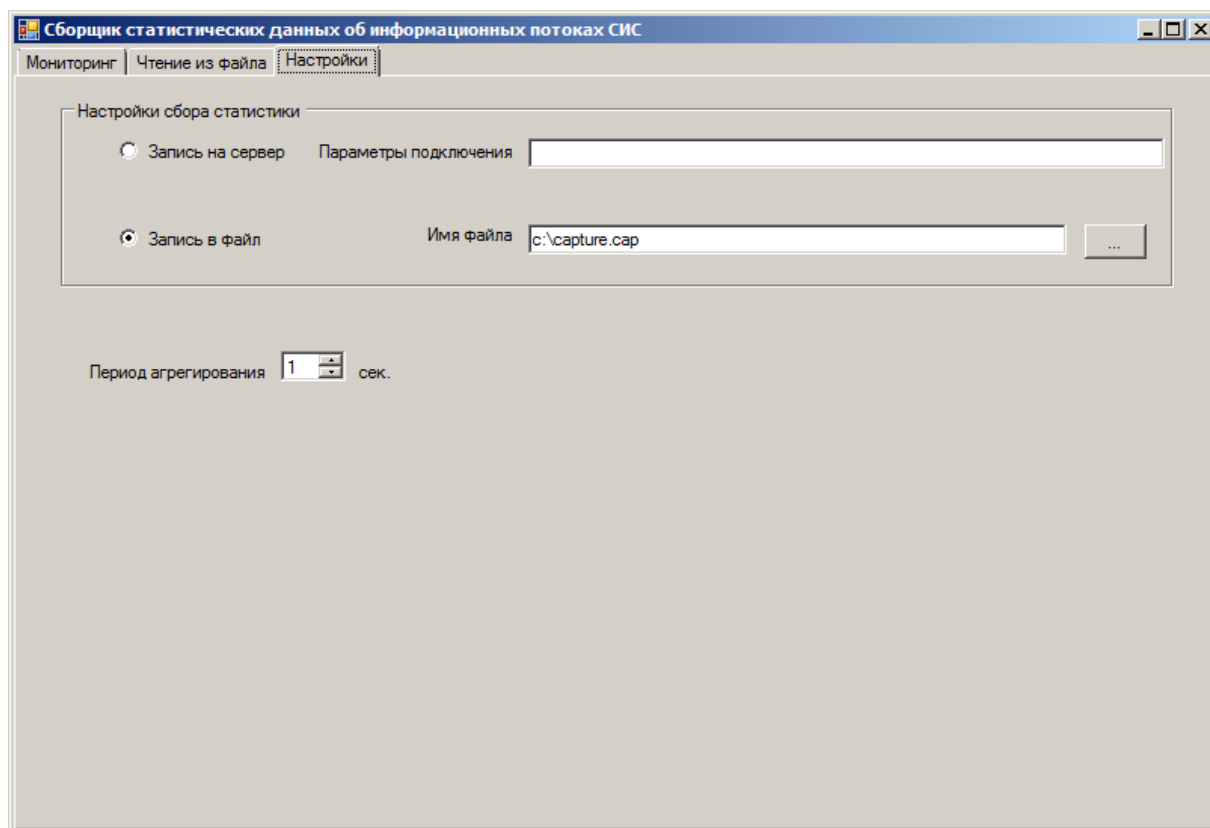 Сборщик статистических данных об информационных потоках СИС
Мониторинг Чтение из файла Настройки
Настройки сбора статистики
Запись на сервер Параметры подключения
Запись в файл Имя файла c:\capture.cap ...
Период агрегирования 1 сек.